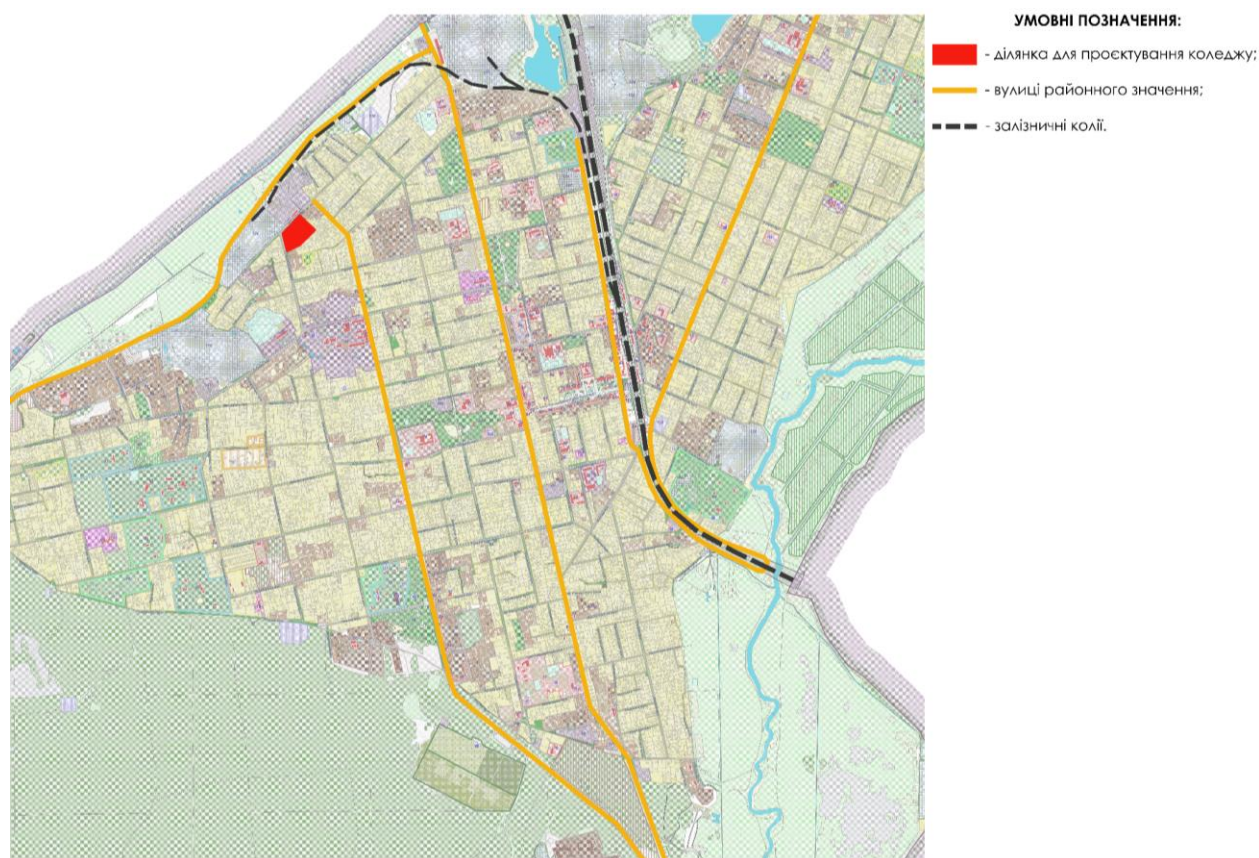 УМОВНІ ПОЗНАЧЕННЯ:
- ділянка для проєктування коледжу;
- вулиці районного значення;
- залізничні колії.